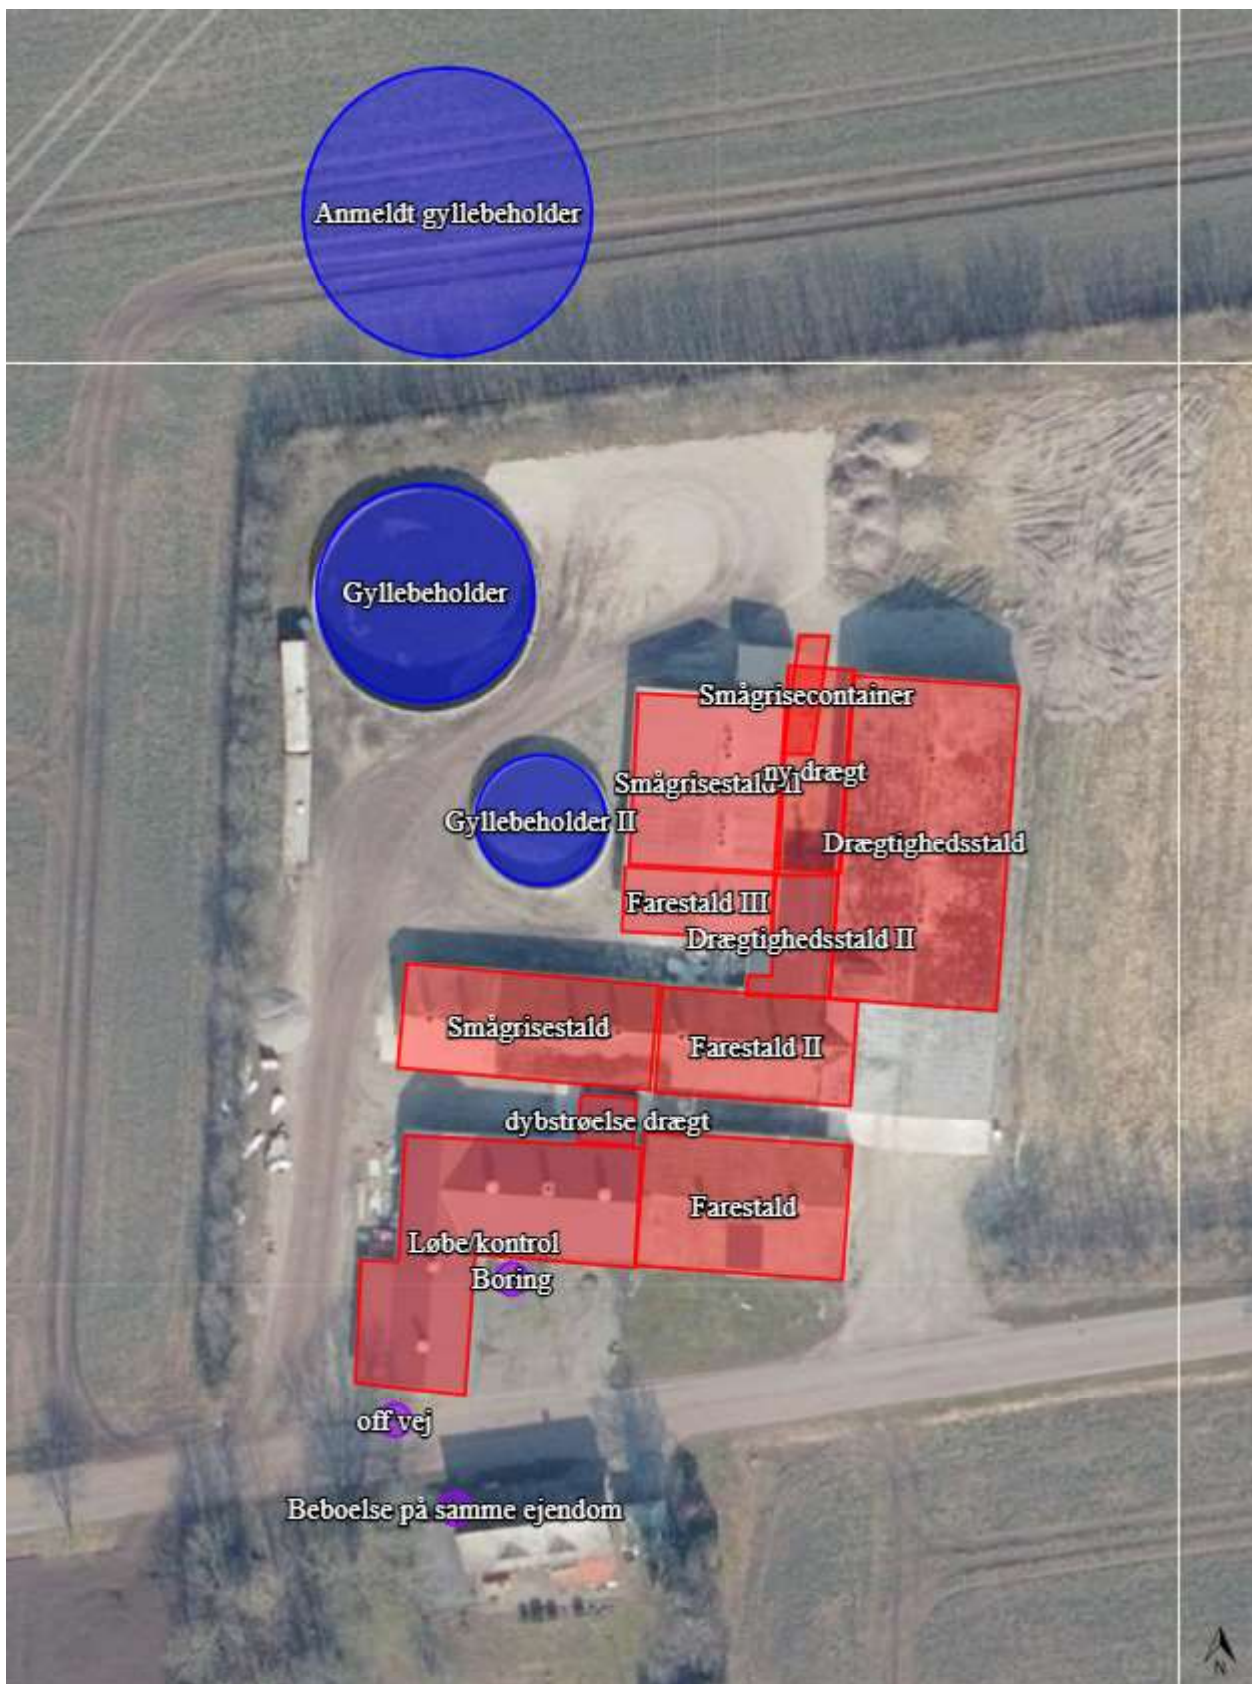 Anmeldt gyllebeholder
Gyllebeholder
Smågrisecontainer
ny drægt
Smågrisestald II
Gyllebeholder II
Drægtighedsstald
Farestald III
Drægtighedsstald II
Smågrisestald
Farestald II
dybstrøelse drægt
Farestald
Løbe/kontrol
Boring
off vej
Beboelse på samme ejendom
N